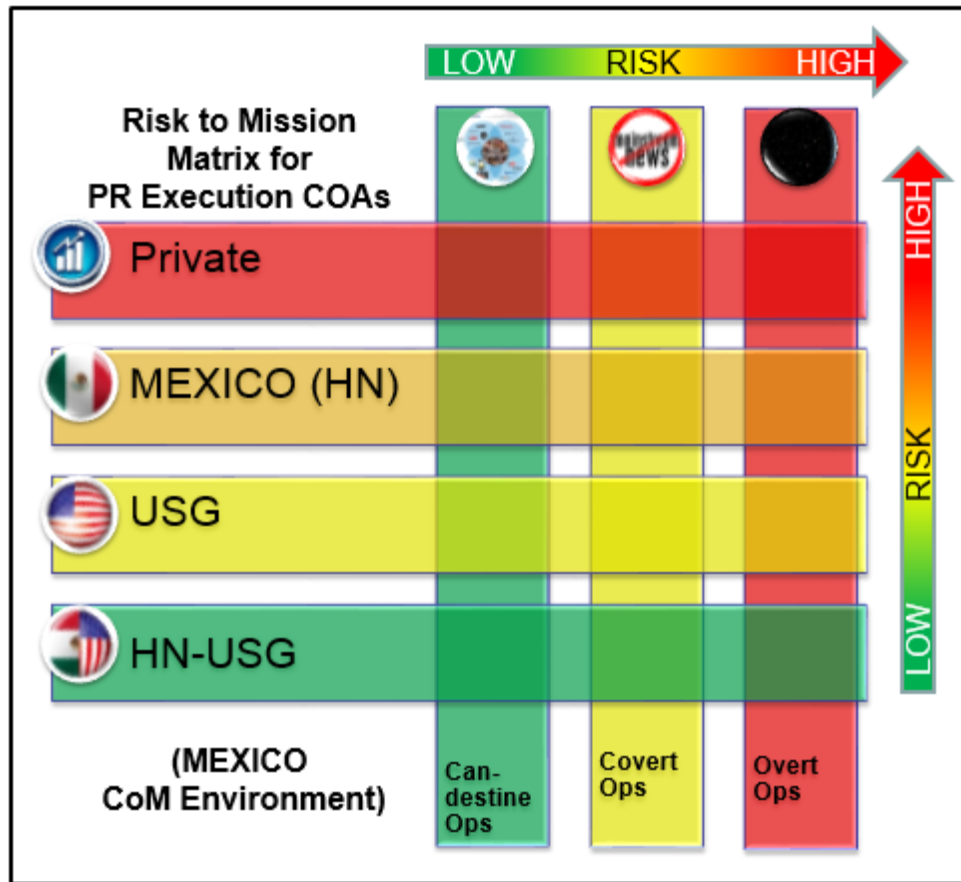 LOW RISK HIGH
Risk to Mission
Matrix for
PR Execution COAs
news
Private
MEXICO (HN)
USG
HN-USG
HIGH
RISK
LOW
(MEXICO
CoM Environment)
Can-
destine
Ops
Covert
Ops
Overt
Ops